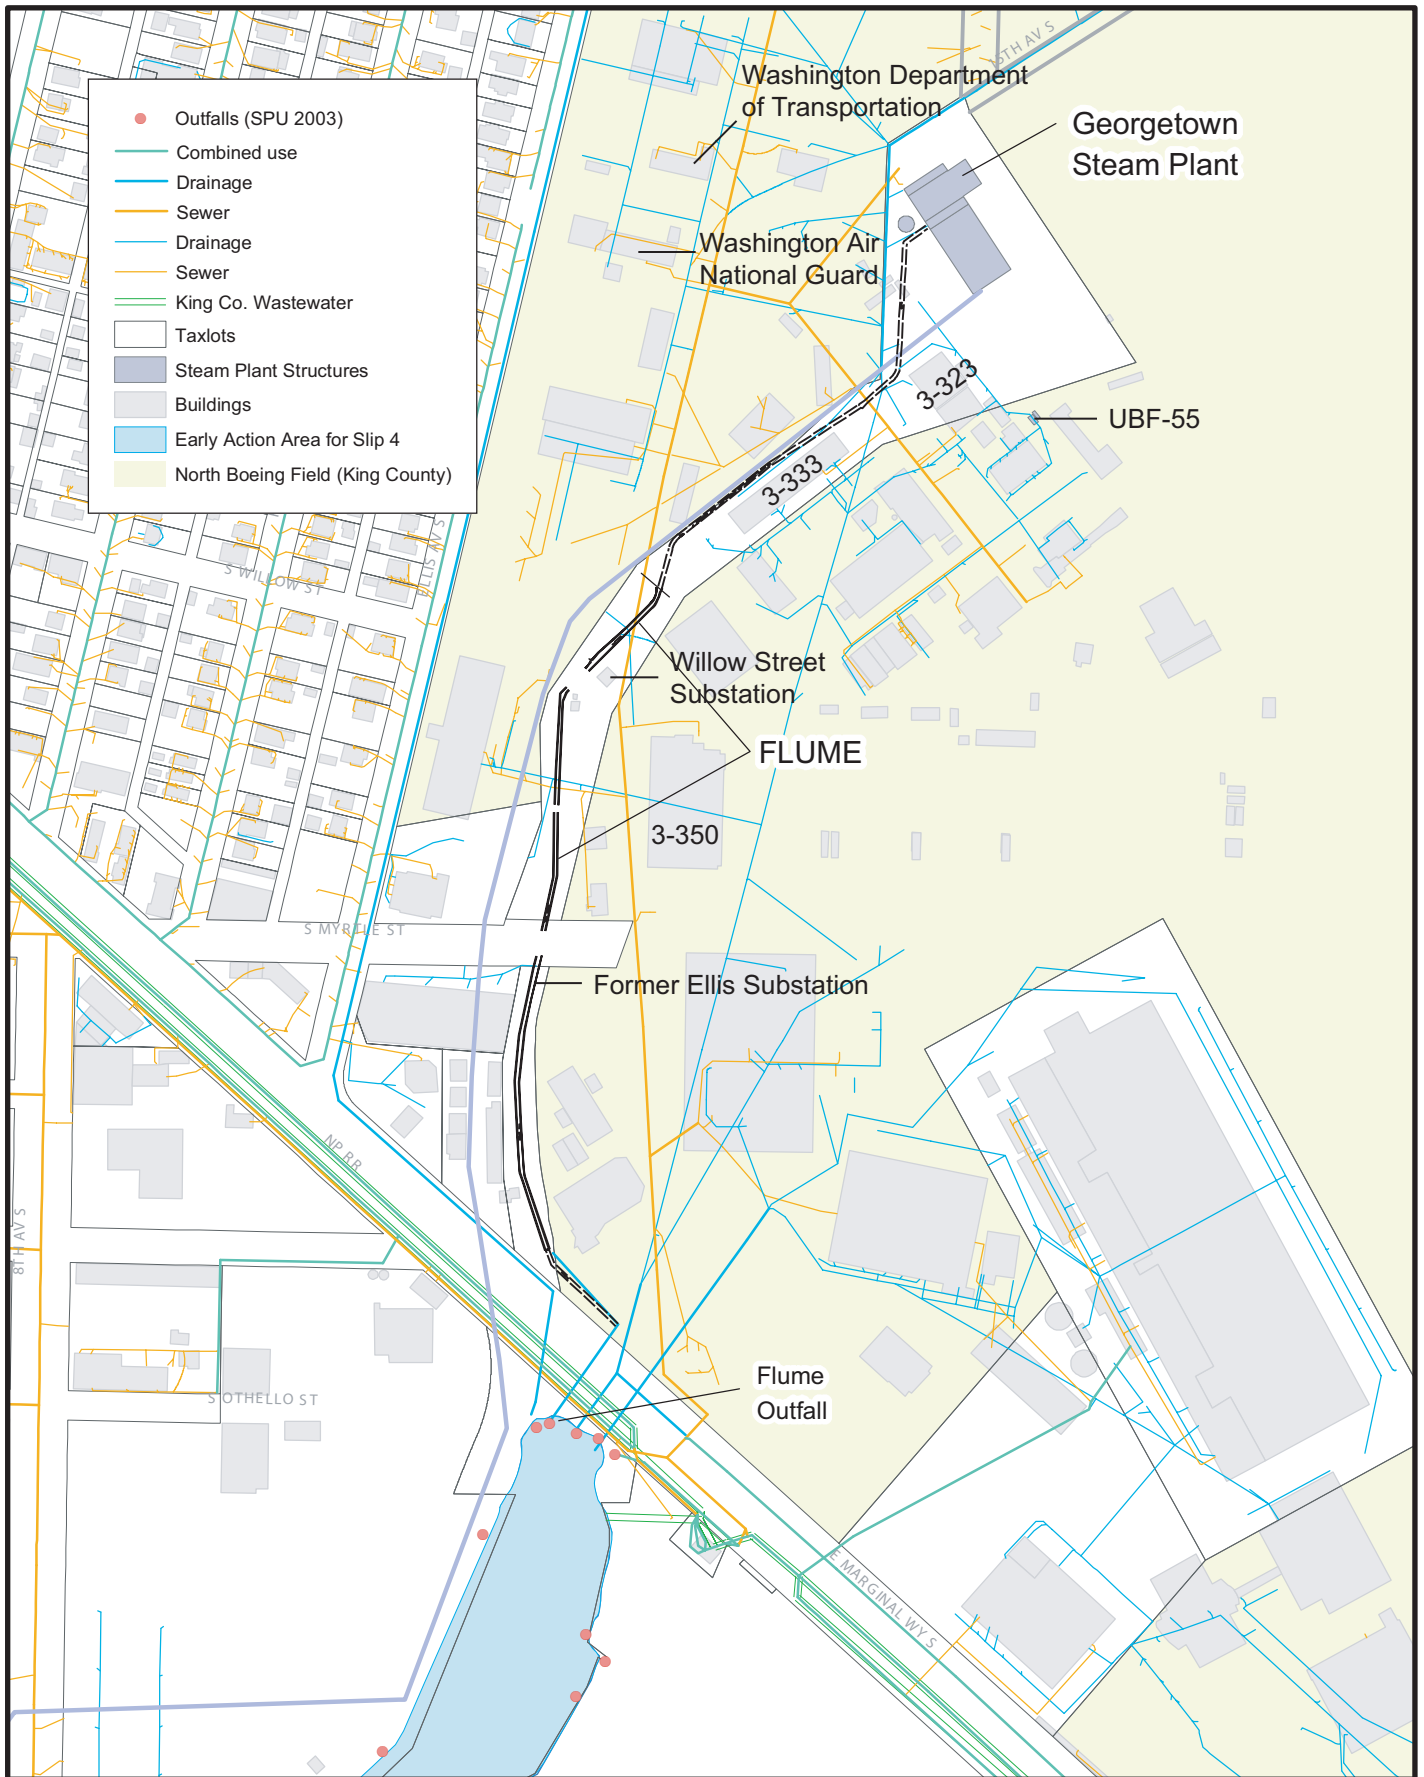 Outfalls (SPU 2003)
Combined use
Drainage
Sewer
Drainage
Sewer
King Co. Wastewater
Taxlots
Steam Plant Structures
Buildings
Early Action Area for Slip 4
North Boeing Field (King County)
16TH AV S
Washington Department
of Transportation
Georgetown
Steam Plant
Washington Air
National Guard
3-323
UBF-55
3-333
ELLIS AV S
S WILLOW ST
Willow Street
Substation
FLUME
3-350
S MYRTLE ST
Former Ellis Substation
NP RR
8TH AV S
Flume
Outfall
S OTHELLO ST
E MARGINAL WY S